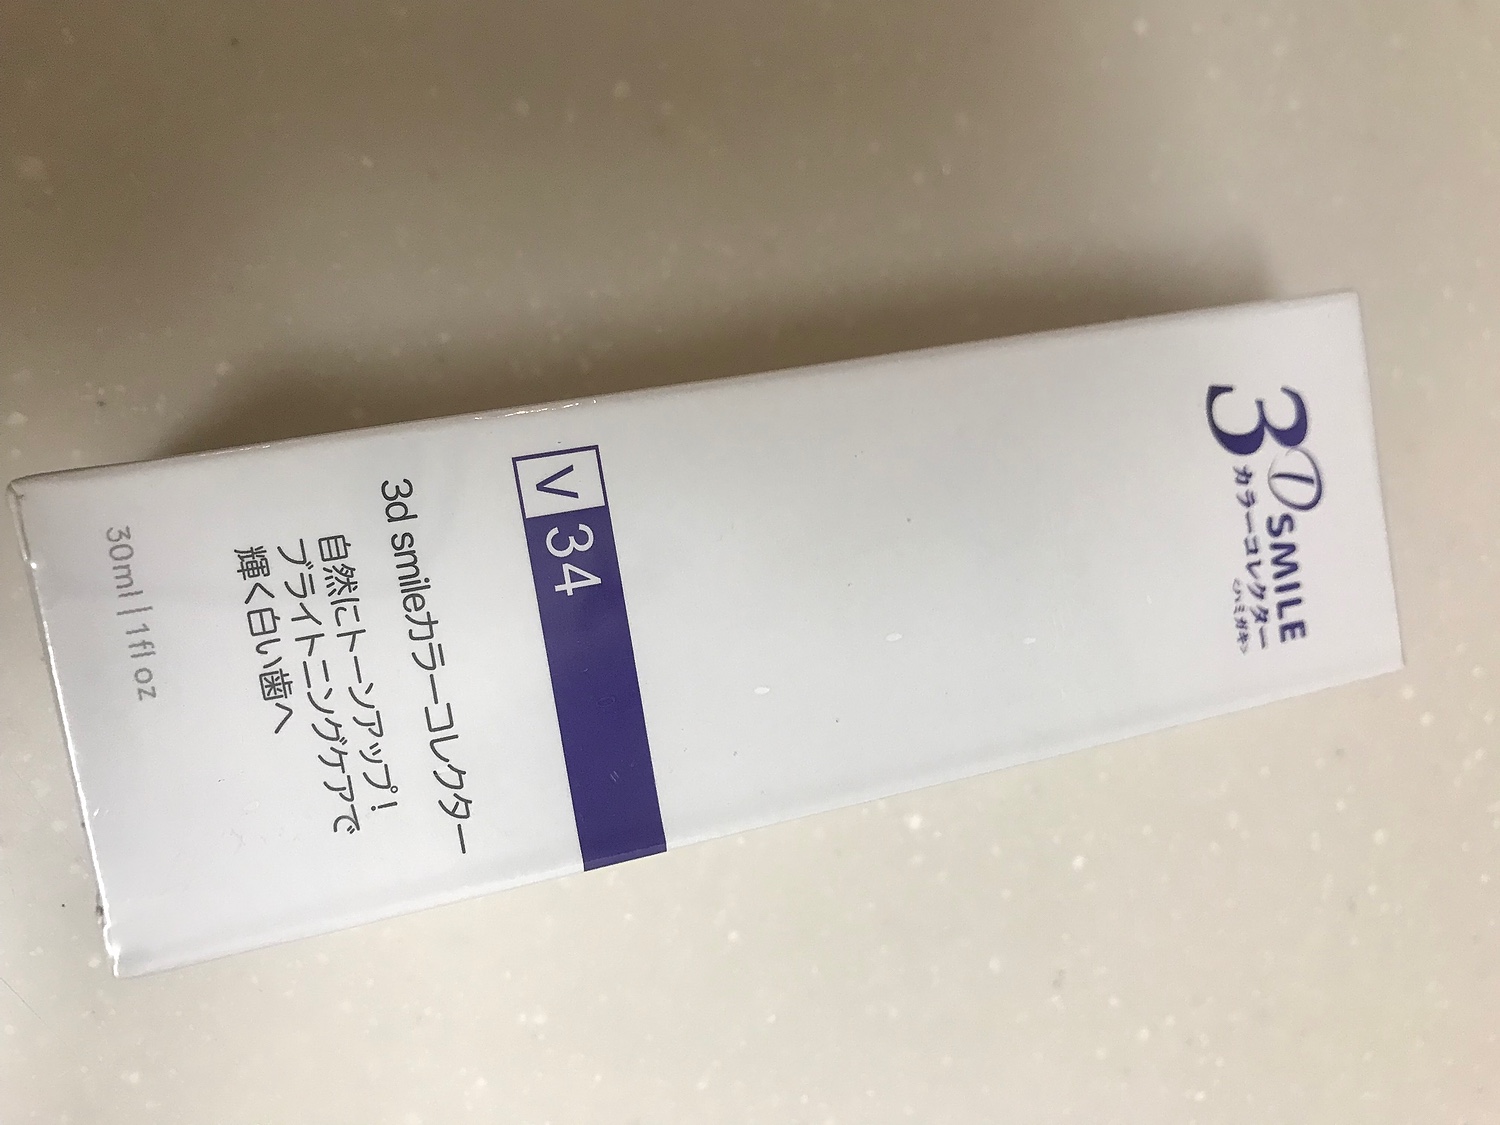 3D SMILE
カラーコレクター
<ハミガキ>
V 34
3d smileカラーコレクター
自然にトーンアップ!
ブライトニングケアで
輝く白い歯へ
30ml | 1fl oz